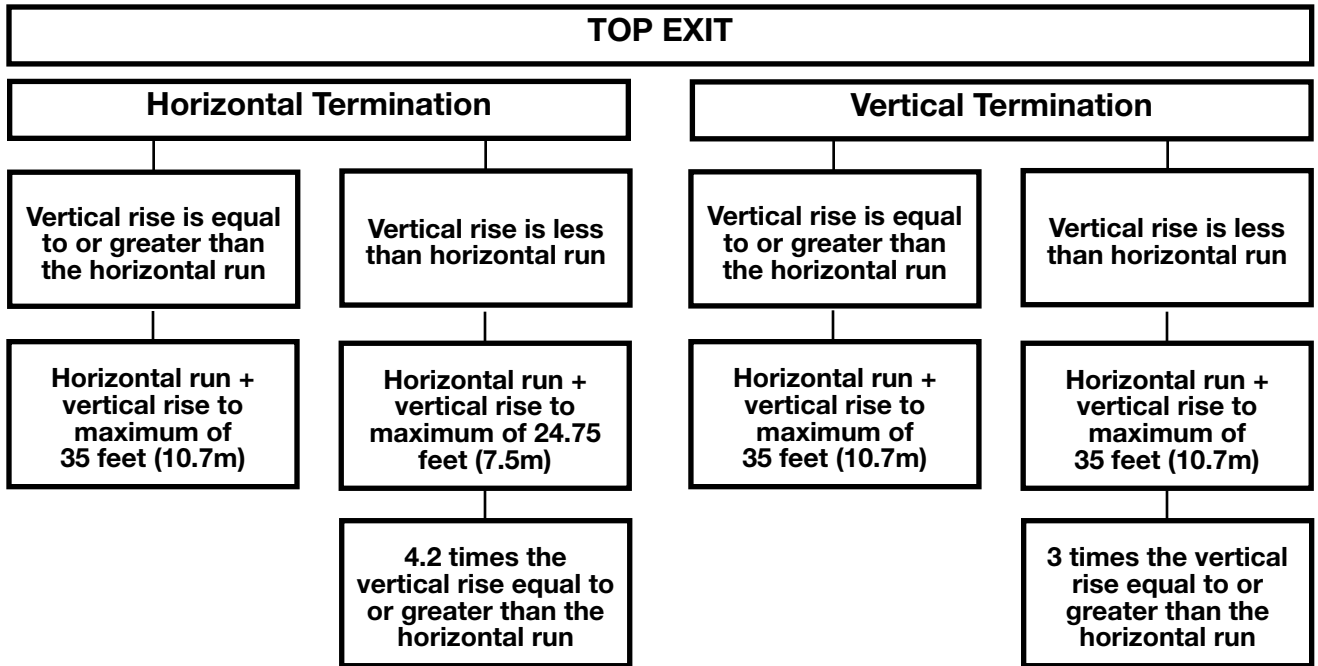 TOP EXIT
Horizontal Termination
Vertical Termination
Vertical rise is equal
to or greater than
the horizontal run
Vertical rise is less
than horizontal run
Vertical rise is equal
to or greater than
the horizontal run
Vertical rise is less
than horizontal run
Horizontal run +
vertical rise to
maximum of
35 feet (10.7m)
Horizontal run +
vertical rise to
maximum of 24.75
feet (7.5m)
Horizontal run +
vertical rise to
maximum of
35 feet (10.7m)
Horizontal run +
vertical rise to
maximum of
35 feet (10.7m)
4.2 times the
vertical rise equal to
or greater than the
horizontal run
3 times the vertical
rise equal to or
greater than the
horizontal run